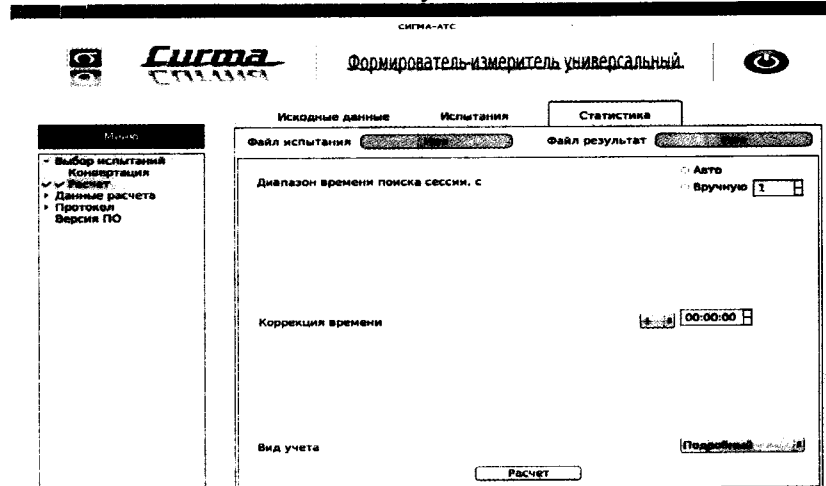 СИГМА-АТС
Сигма
Формирователь-измеритель универсальный.
Исходные данные Испытания Статистика
Меню
Файл испытания Файл результат
Выбор испытаний
Конвертация
Расчет
Данные расчета
Протокол
Версия ПО
Диапазон времени поиска сессии, с
Авто
Вручную
Коррекция времени
+ 00:00:00
Вид учета
Подробный
Расчет